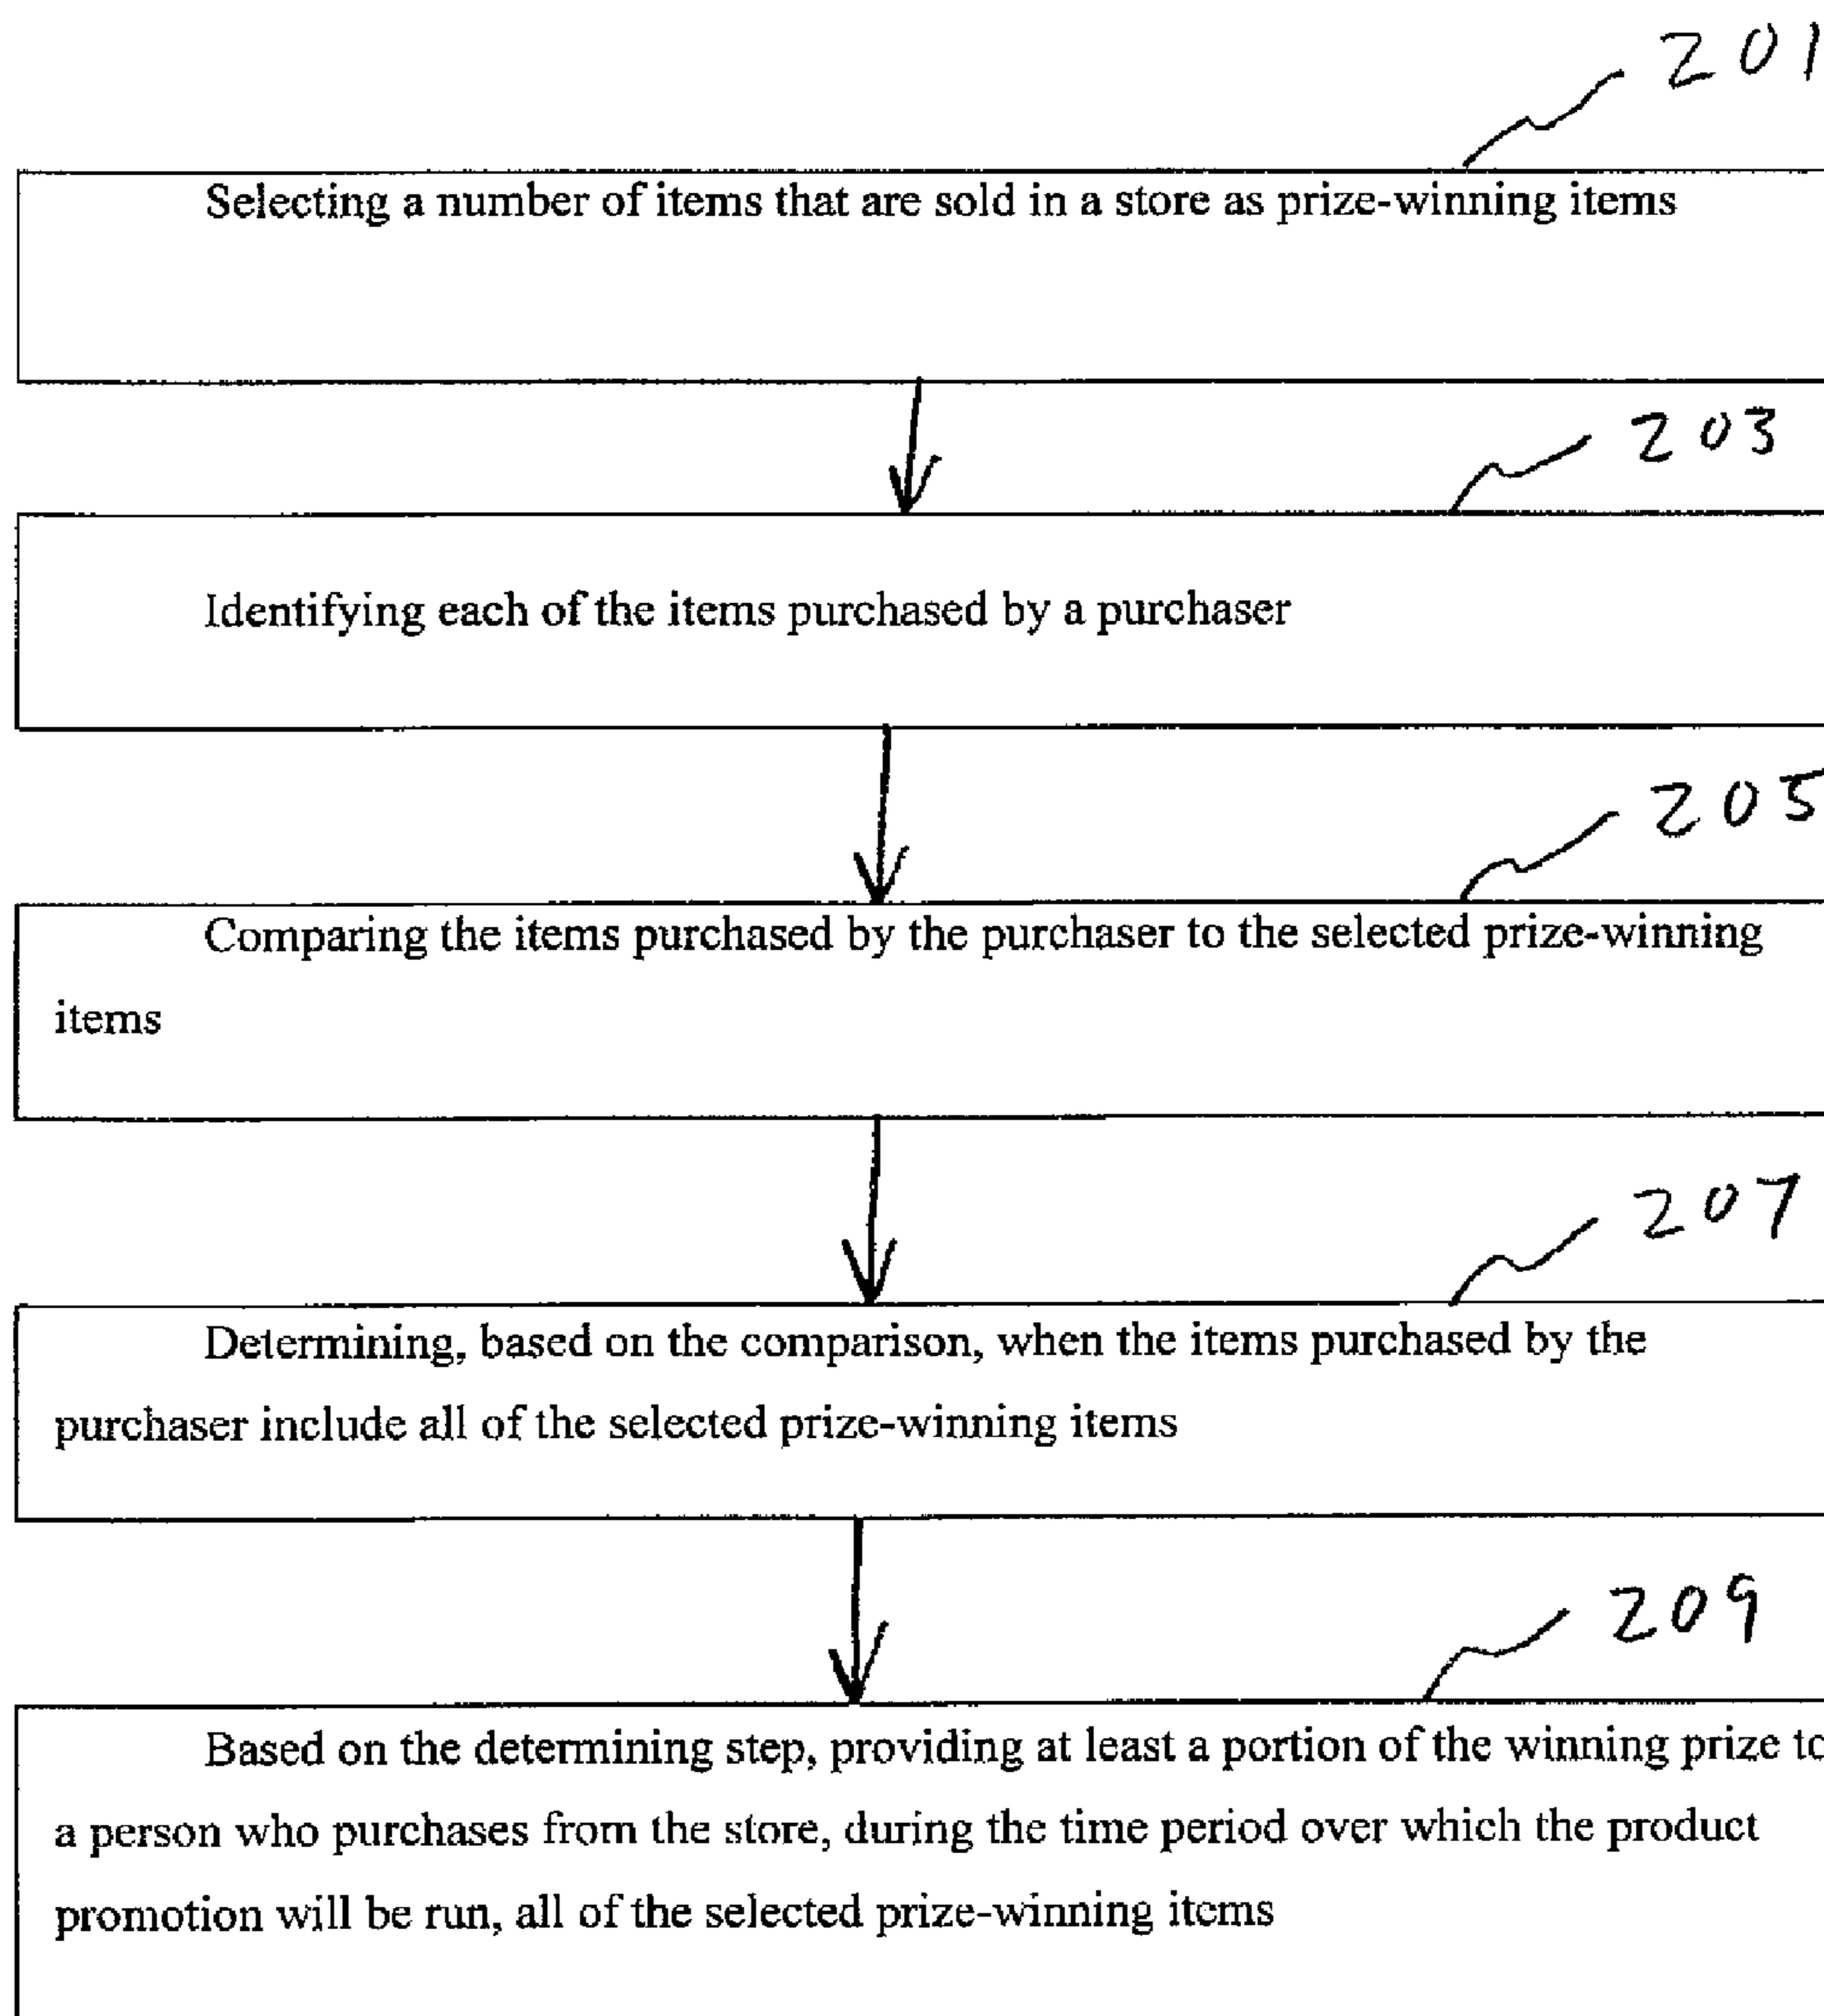 201
Selecting a number of items that are sold in a store as prize-winning items
203
Identifying each of the items purchased by a purchaser
205
Comparing the items purchased by the purchaser to the selected prize-winning
items
207
Determining, based on the comparison, when the items purchased by the
purchaser include all of the selected prize-winning items
209
Based on the determining step, providing at least a portion of the winning prize to
a person who purchases from the store, during the time period over which the product
promotion will be run, all of the selected prize-winning items